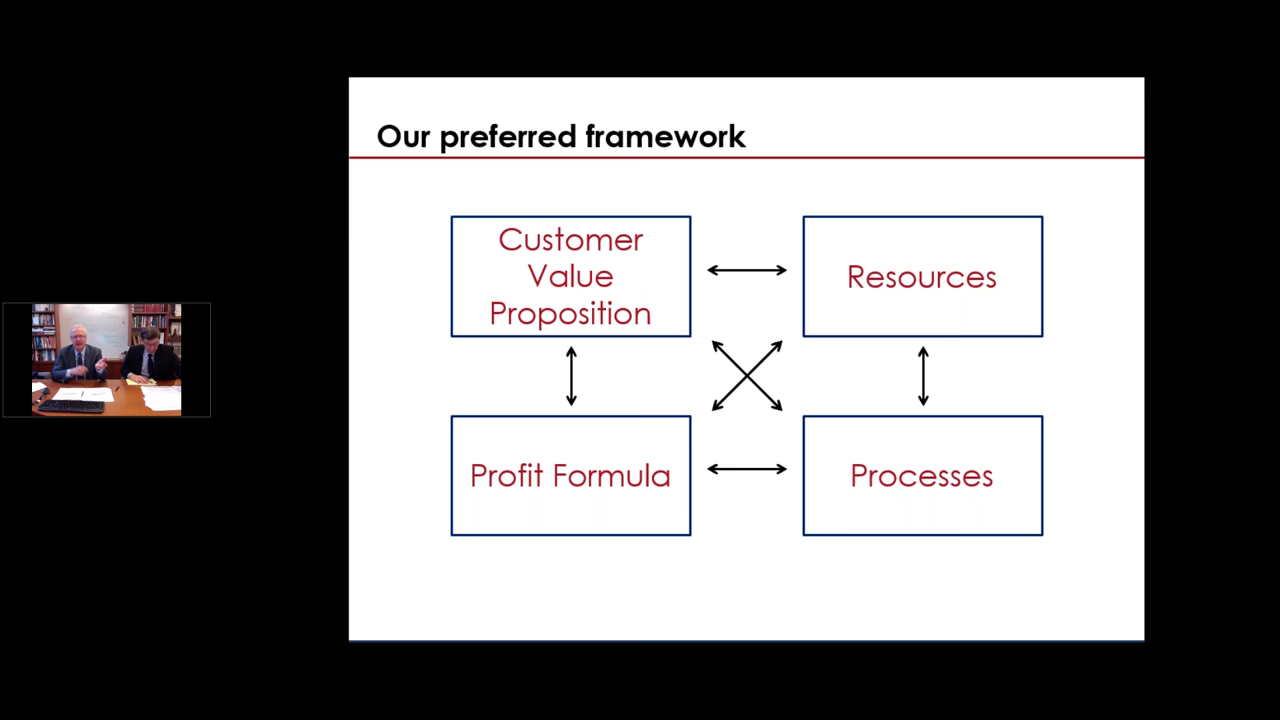 Our preferred framework
Customer
Value
Proposition
Resources
Profit Formula
Processes